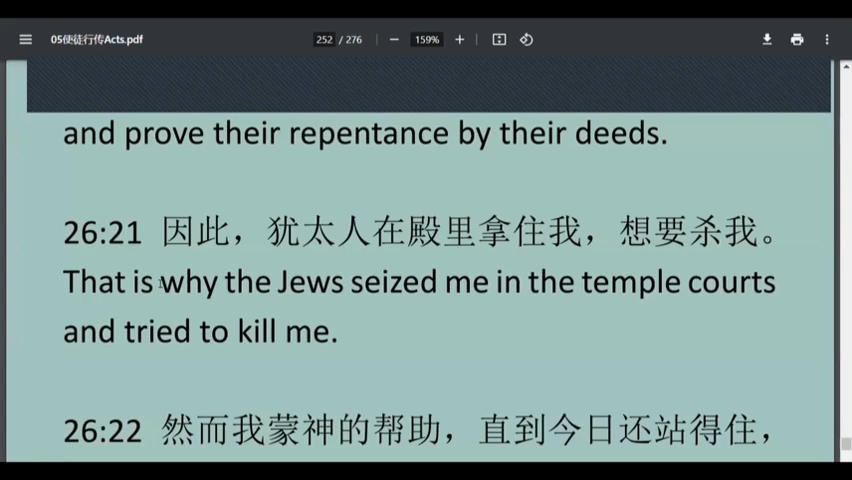 05使徒行传Acts.pdf
252 / 276
159%
and prove their repentance by their deeds.
26:21 因此，犹太人在殿里拿住我，想要杀我。
That is why the Jews seized me in the temple courts
and tried to kill me.
26:22 然而我蒙神的帮助，直到今日还站得住，